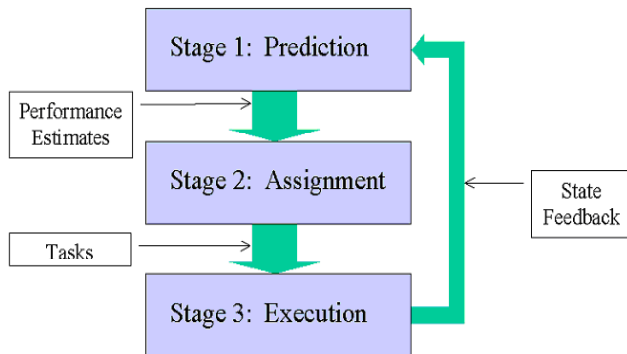 Stage 1: Prediction
Performance
Estimates
Stage 2: Assignment
State
Feedback
Tasks
Stage 3: Execution